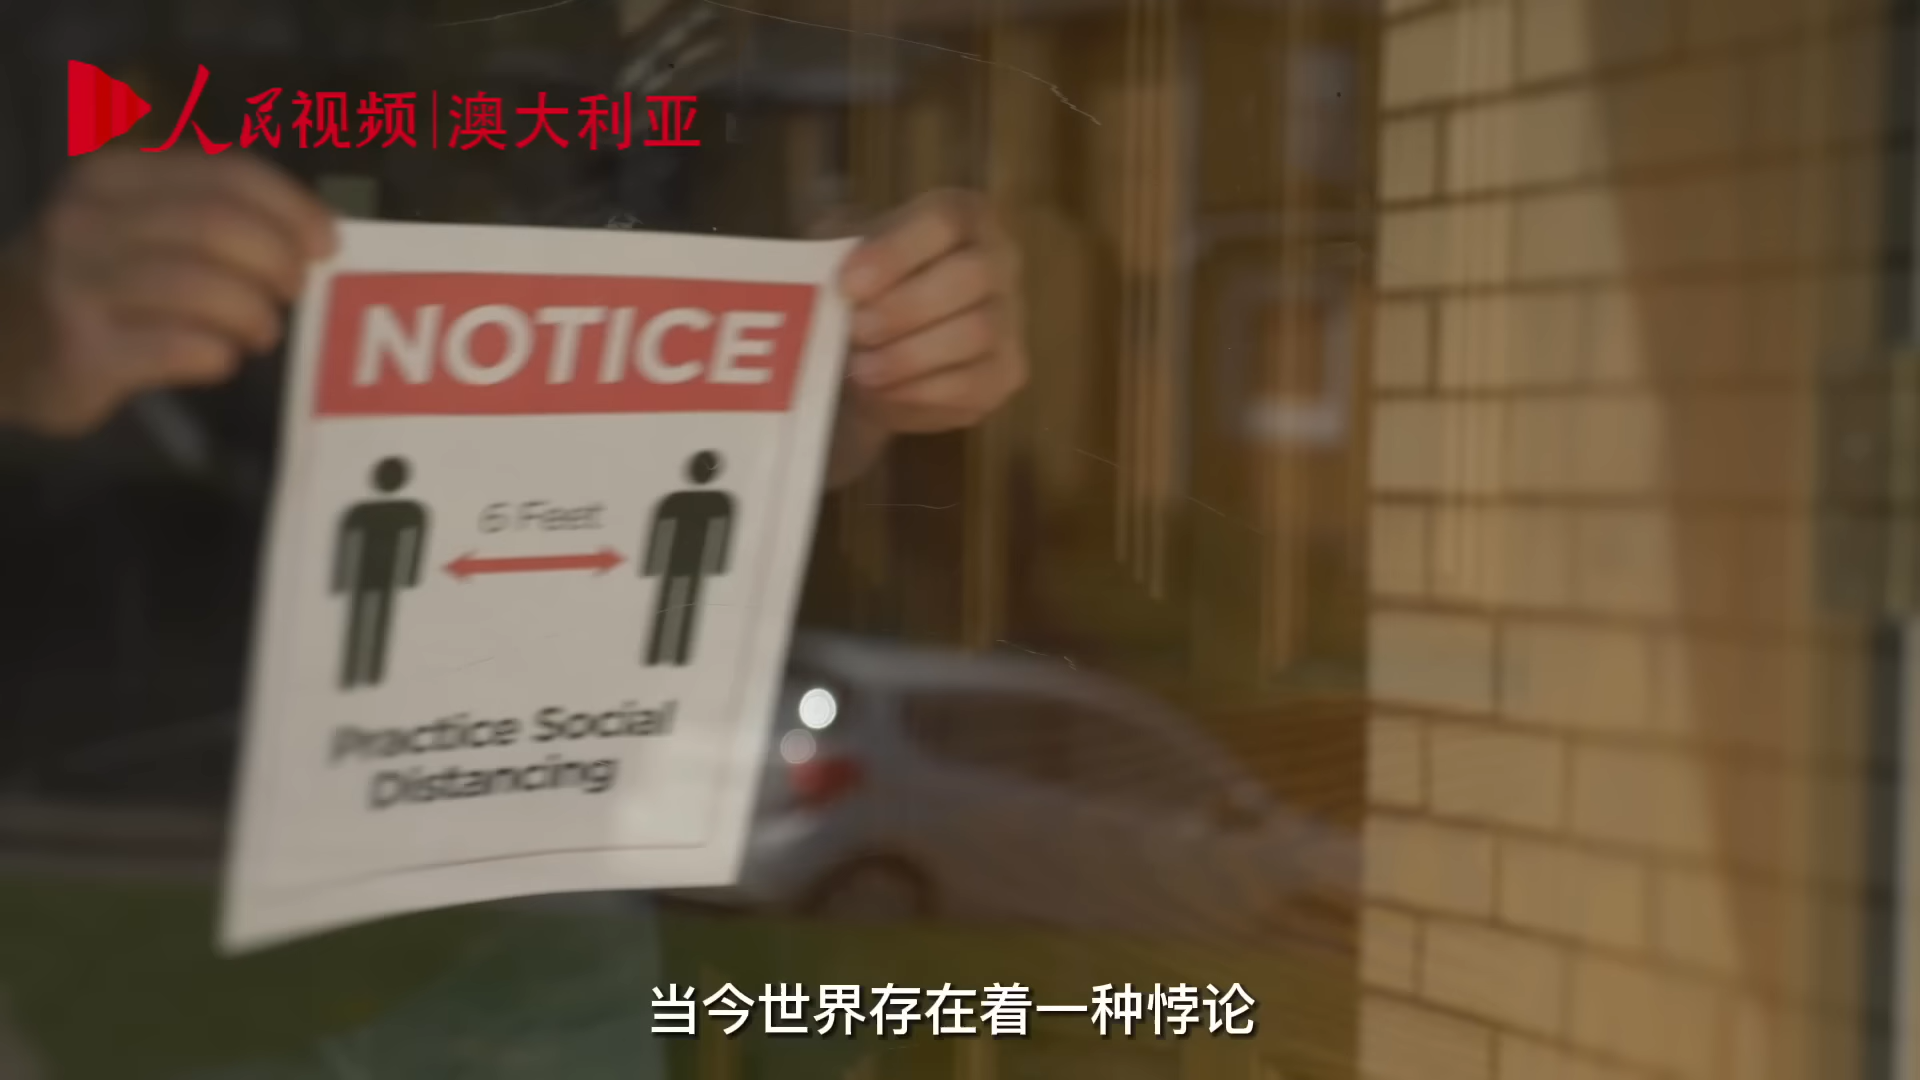 人民视频|澳大利亚
NOTICE
6 Feet
Practice Social
Distancing
当今世界存在着一种悖论